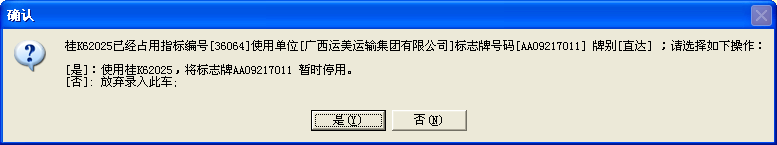 确认
桂K62025已经占用指标编号[36064]使用单位[广西运美运输集团有限公司]标志牌号码[AA09217011] 牌别[直达] ；请选择如下操作：
[是]：使用桂K62025，将标志牌AA09217011 暂时停用。
[否]: 放弃录入此车;
是(Y) 否(N)